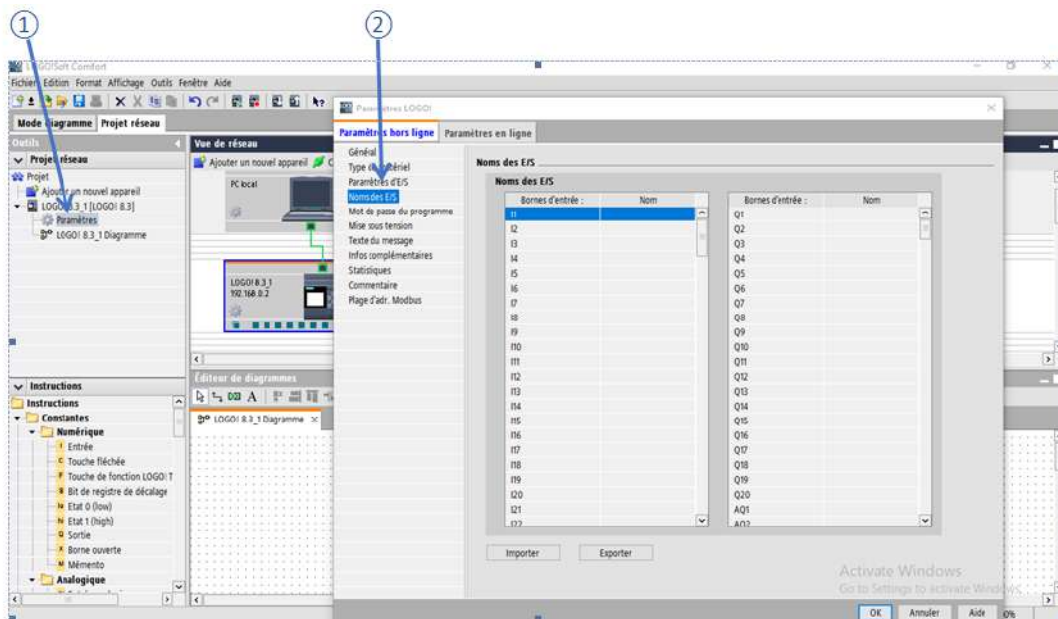 1
2
LOGO!Soft Comfort
Fichier Edition Format Affichage Outils Fenêtre Aide
Mode diagramme Projet réseau
Outils
Projet réseau
Projet
Ajouter un nouvel appareil
LOGO! 8.3_1 [LOGO! 8.3]
Paramètres
LOGO! 8.3_1 Diagramme
Instructions
Instructions
Constantes
Numérique
Entrée
Touche fléchée
Touche de fonction LOGO! T
Bit de registre de décalage
Etat 0 (low)
Etat 1 (high)
Sortie
Borne ouverte
Mémento
Analogique
Vue de réseau
Ajouter un nouvel appareil
PC local
LOGO! 8.3_1
192.168.0.2
Éditeur de diagrammes
LOGO! 8.3_1 Diagramme
Paramètres LOGO!
Paramètres hors ligne Paramètres en ligne
Général
Type de matériel
Paramètres d'E/S
Noms des E/S
Mot de passe du programme
Mise sous tension
Texte du message
Infos complémentaires
Statistiques
Commentaire
Plage d'adr. Modbus
Noms des E/S
Noms des E/S
Bornes d'entrée : Nom
I1
I2
I3
I4
I5
I6
I7
I8
I9
I10
I11
I12
I13
I14
I15
I16
I17
I18
I19
I20
I21
I22
Bornes d'entrée : Nom
Q1
Q2
Q3
Q4
Q5
Q6
Q7
Q8
Q9
Q10
Q11
Q12
Q13
Q14
Q15
Q16
Q17
Q18
Q19
Q20
AQ1
AQ2
Importer Exporter
Activate Windows
Go to Settings to activate Windows.
OK Annuler Aide